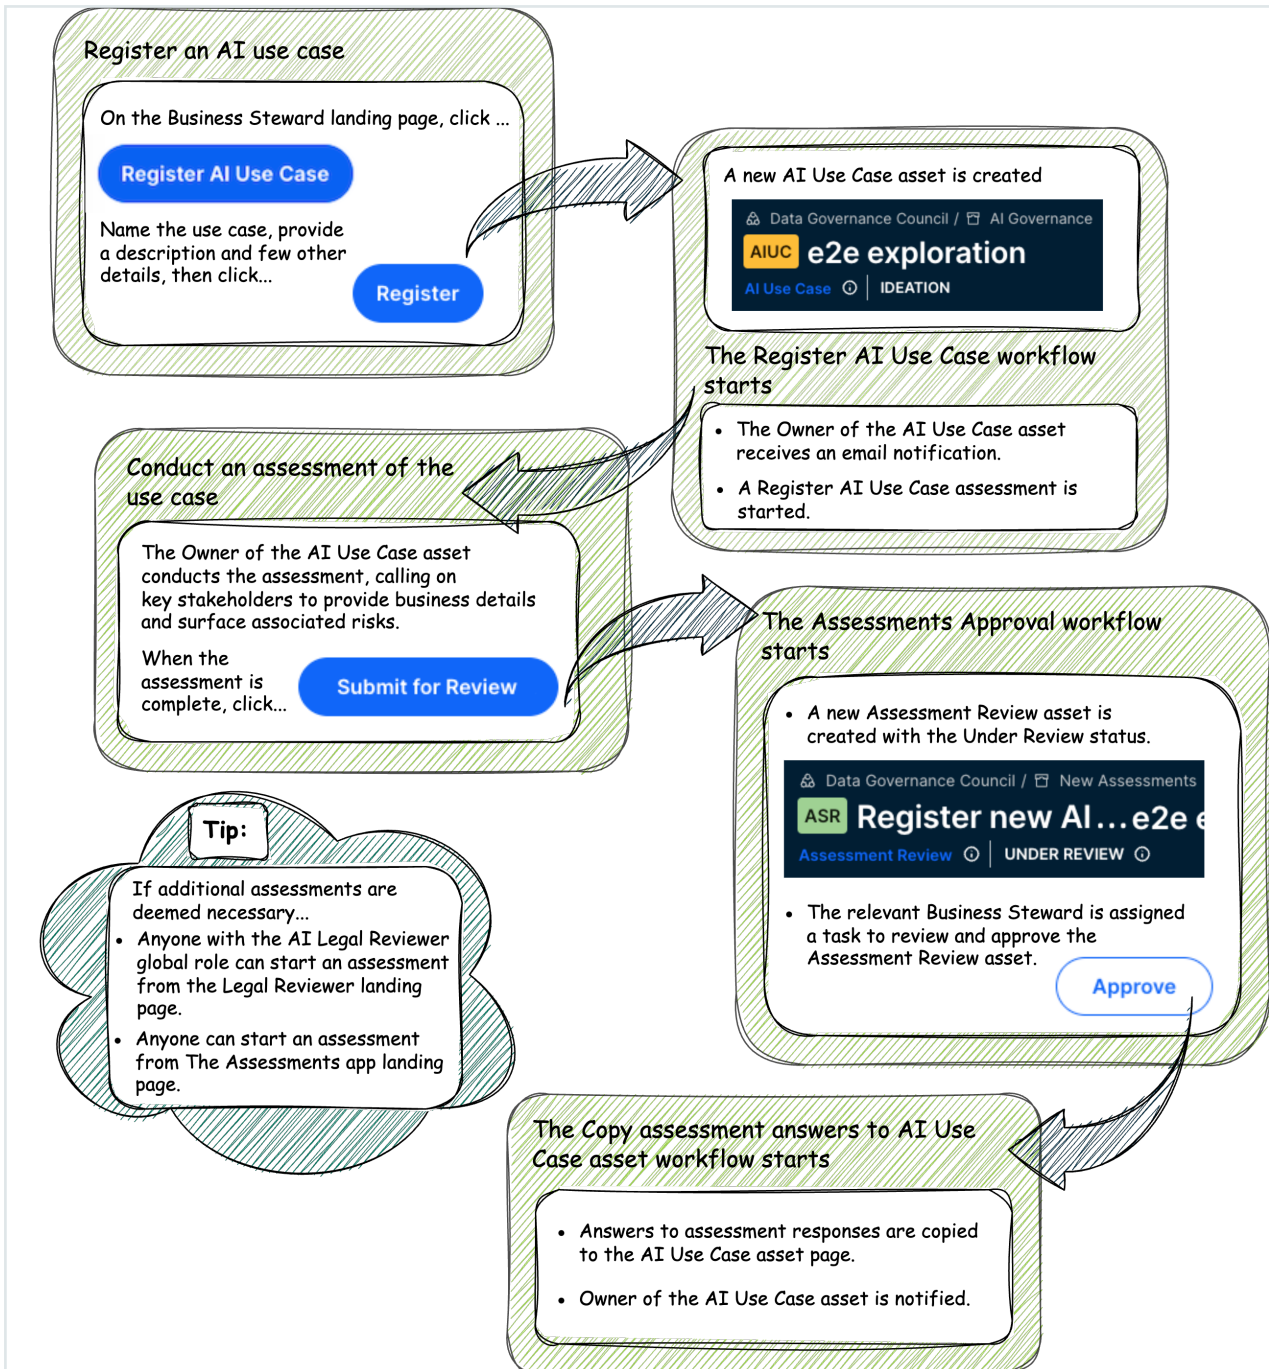 Register an AI use case
On the Business Steward landing page, click ...
Register AI Use Case
Name the use case, provide
a description and few other
details, then click...
Register
A new AI Use Case asset is created
Data Governance Council / AI Governance
AIUC e2e exploration
AI Use Case IDEATION
The Register AI Use Case workflow
starts
• The Owner of the AI Use Case asset
receives an email notification.
• A Register AI Use Case assessment is
started.
Conduct an assessment of the
use case
The Owner of the AI Use Case asset
conducts the assessment, calling on
key stakeholders to provide business details
and surface associated risks.
When the
assessment is
complete, click...
Submit for Review
The Assessments Approval workflow
starts
• A new Assessment Review asset is
created with the Under Review status.
Data Governance Council / New Assessments
ASR Register new AI...e2e e
Assessment Review UNDER REVIEW
• The relevant Business Steward is assigned
a task to review and approve the
Assessment Review asset.
Approve
Tip:
If additional assessments are
deemed necessary...
• Anyone with the AI Legal Reviewer
global role can start an assessment
from the Legal Reviewer landing
page.
• Anyone can start an assessment
from The Assessments app landing
page.
The Copy assessment answers to AI Use
Case asset workflow starts
• Answers to assessment responses are copied
to the AI Use Case asset page.
• Owner of the AI Use Case asset is notified.